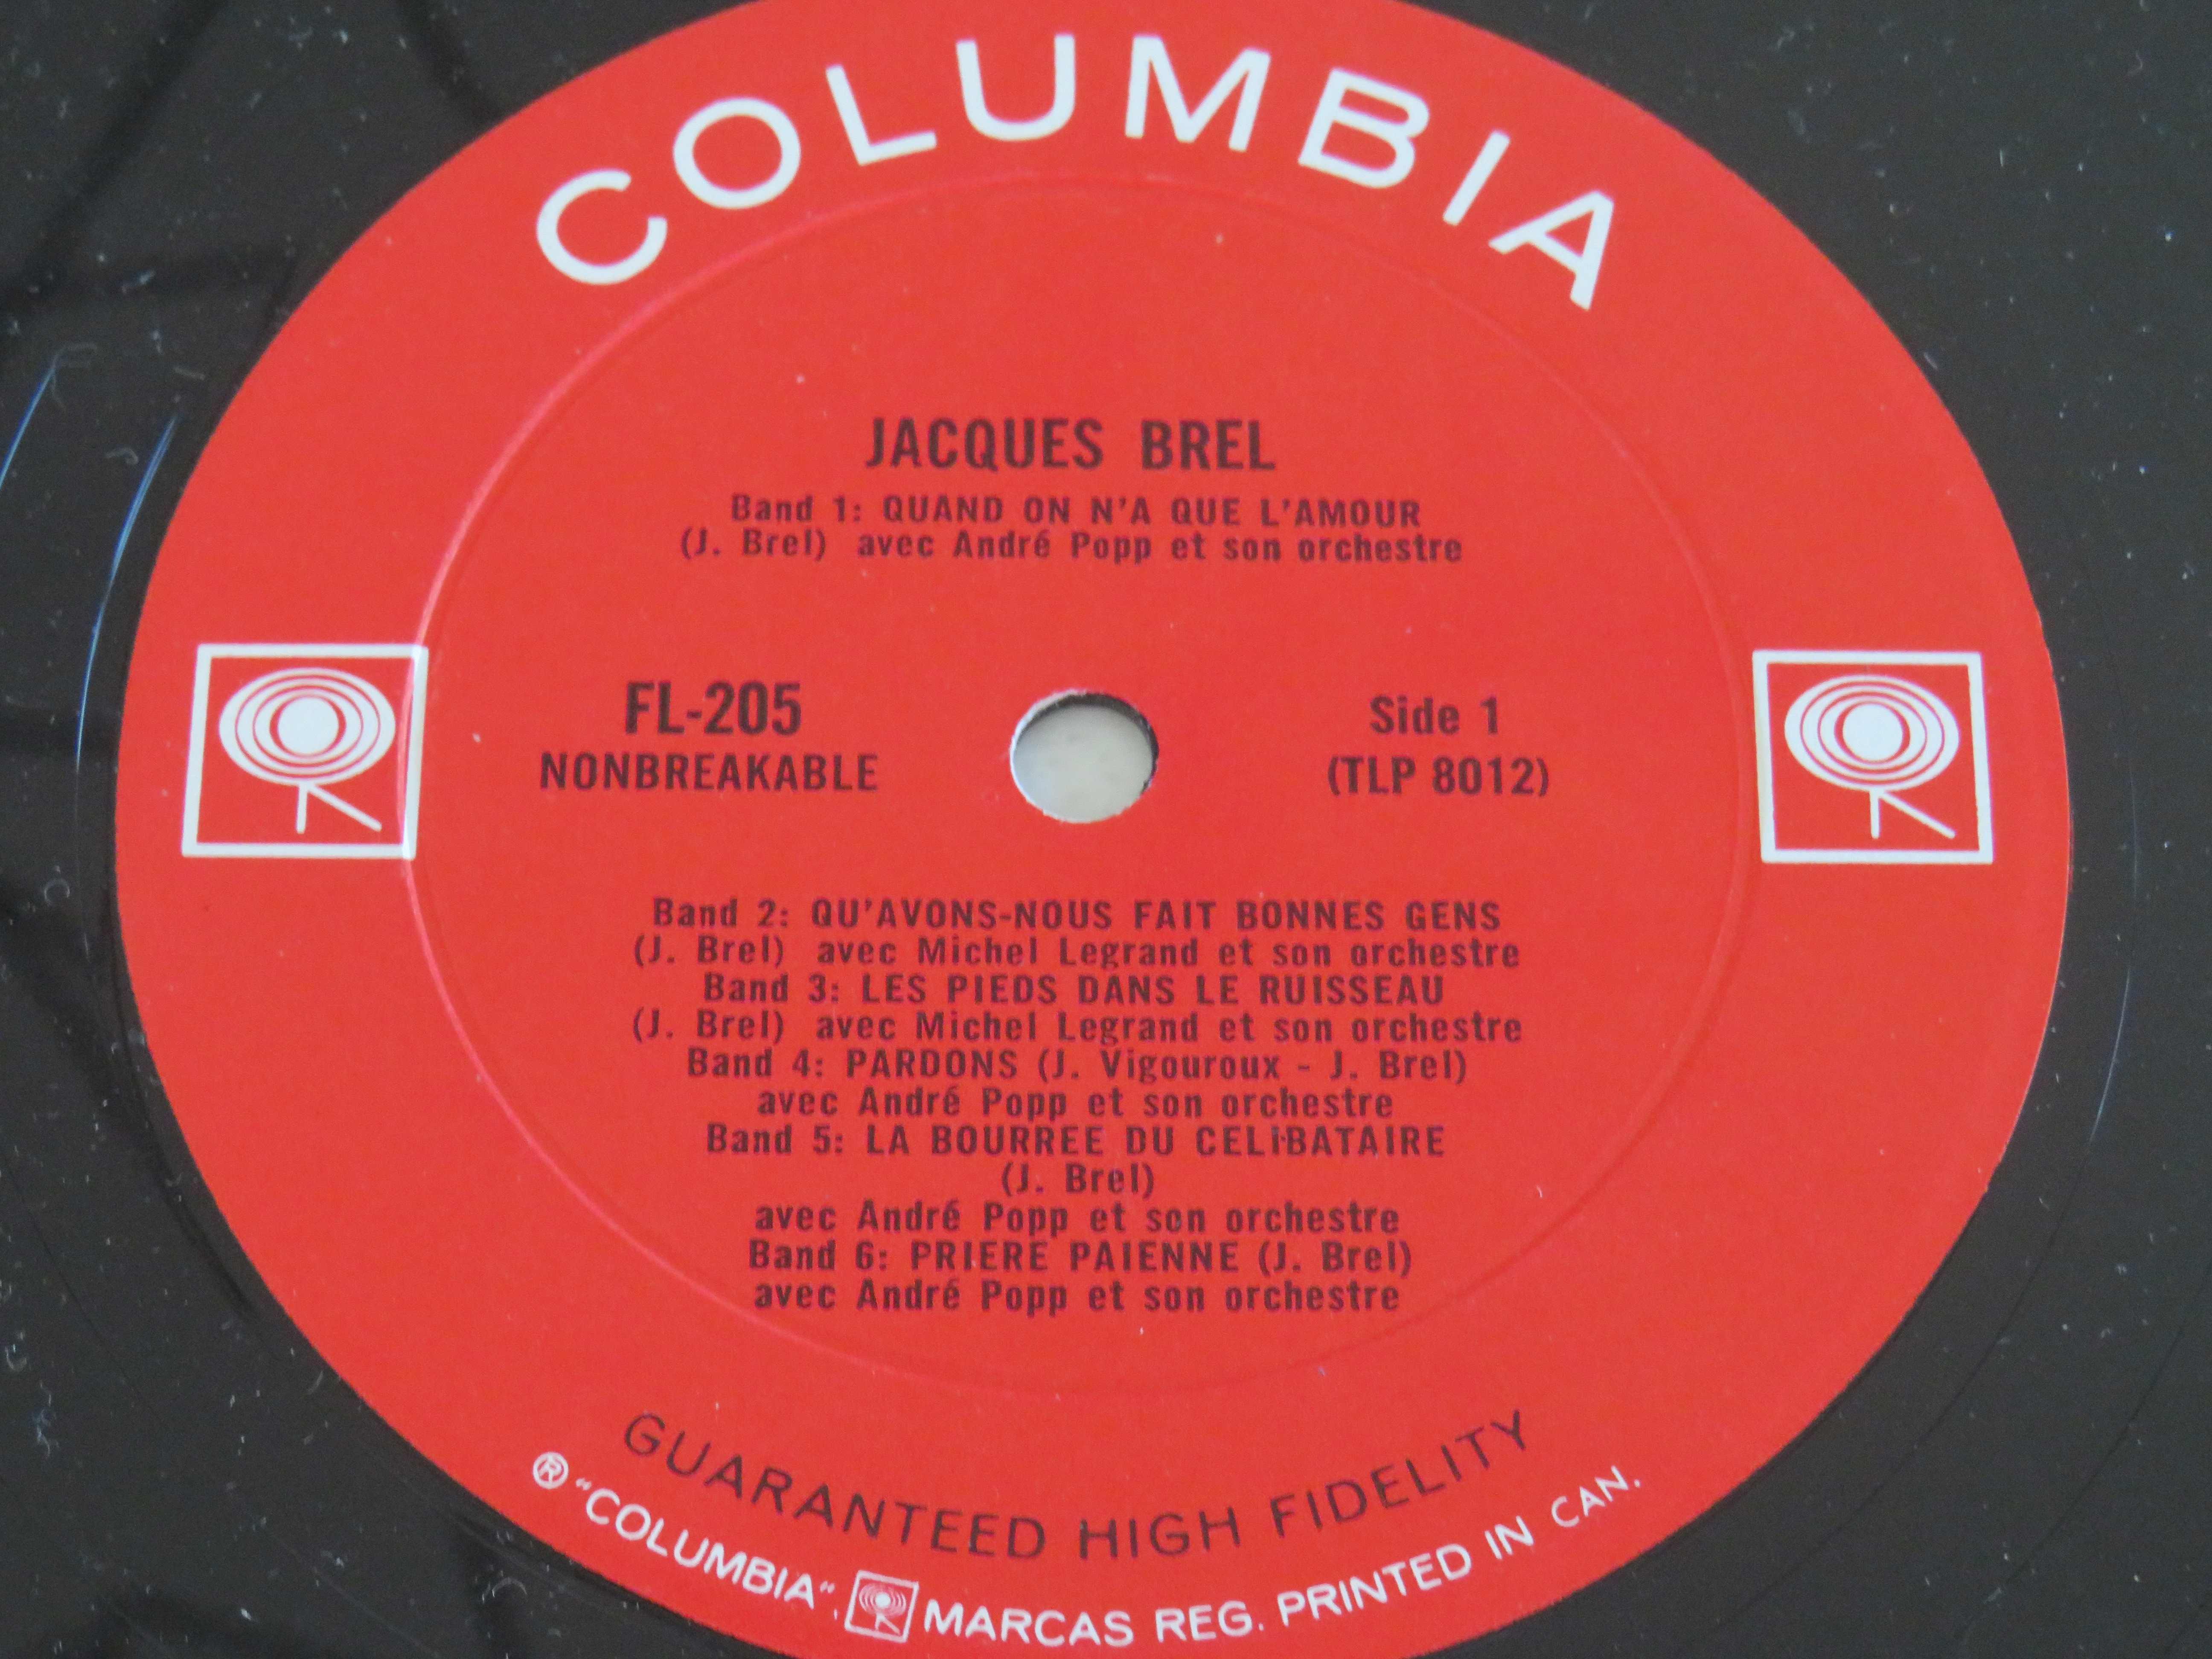 COLUMBIA
JACQUES BREL
Band 1: QUAND ON N'A QUE L'AMOUR
(J. Brel) avec André Popp et son orchestre
FL-205
NONBREAKABLE
Side 1
(TLP 8012)
Band 2: QU'AVONS-NOUS FAIT BONNES GENS
(J. Brel) avec Michel Legrand et son orchestre
Band 3: LES PIEDS DANS LE RUISSEAU
(J. Brel) avec Michel Legrand et son orchestre
Band 4: PARDONS (J. Vigouroux - J. Brel)
avec André Popp et son orchestre
Band 5: LA BOURREE DU CELIBATAIRE
(J. Brel)
avec André Popp et son orchestre
Band 6: PRIERE PAIENNE (J. Brel)
avec André Popp et son orchestre
GUARANTEED HIGH FIDELITY
® "COLUMBIA", MARCAS REG. PRINTED IN CAN.